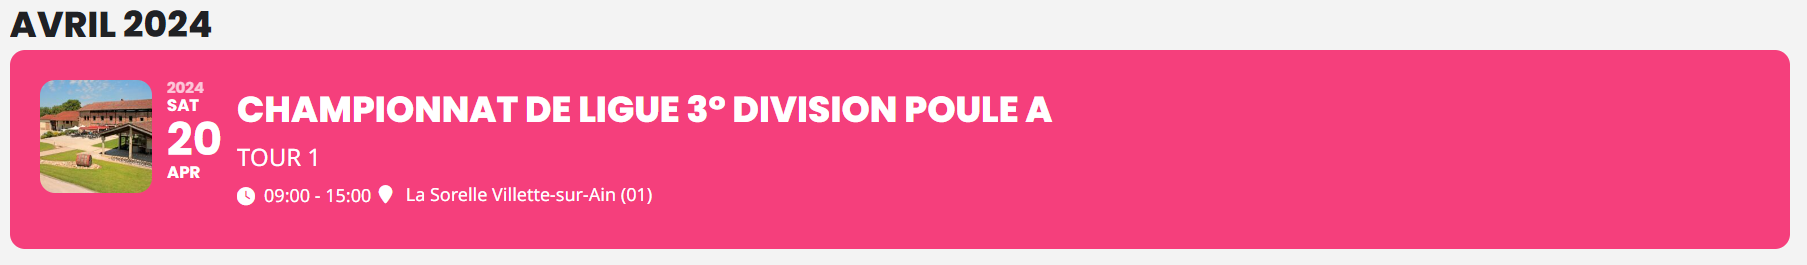 AVRIL 2024
2024
SAT
20
APR
CHAMPIONNAT DE LIGUE 3° DIVISION POULE A
TOUR 1
09:00 - 15:00 La Sorelle Villette-sur-Ain (01)